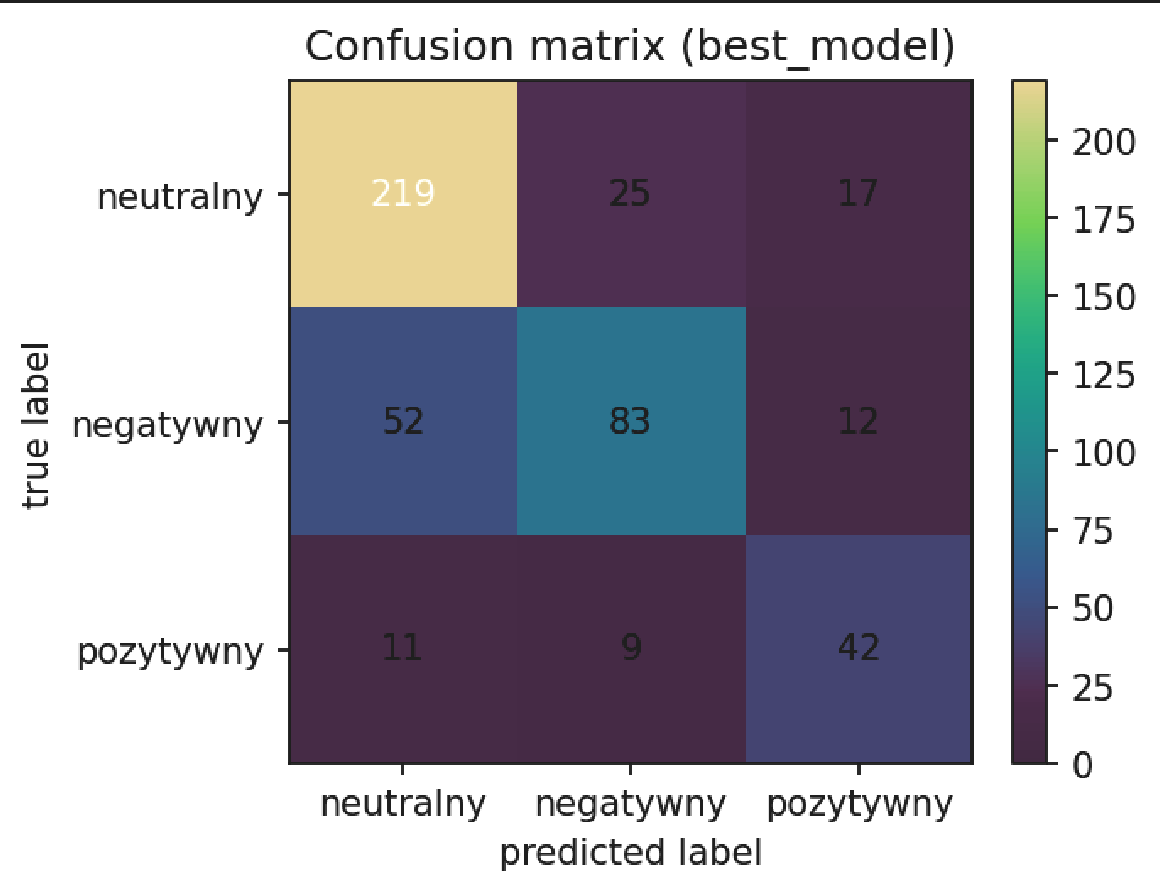 Confusion matrix (best_model)
true label
neutralny
219 25 17
negatywny
52 83 12
pozytywny
11 9 42
neutralny negatywny pozytywny
predicted label
200
175
150
125
100
75
50
25
0